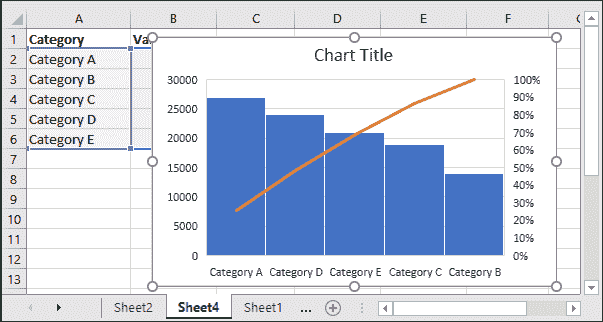 A B C D E F
1 Category
2 Category A
3 Category B
4 Category C
5 Category D
6 Category E
7
8
9
10
11
12
13
Chart Title
30000 100%
90%
25000 80%
20000 70%
60%
15000 50%
40%
10000 30%
5000 20%
10%
0 0%
Category A Category D Category E Category C Category B
Sheet2 Sheet4 Sheet1 ...